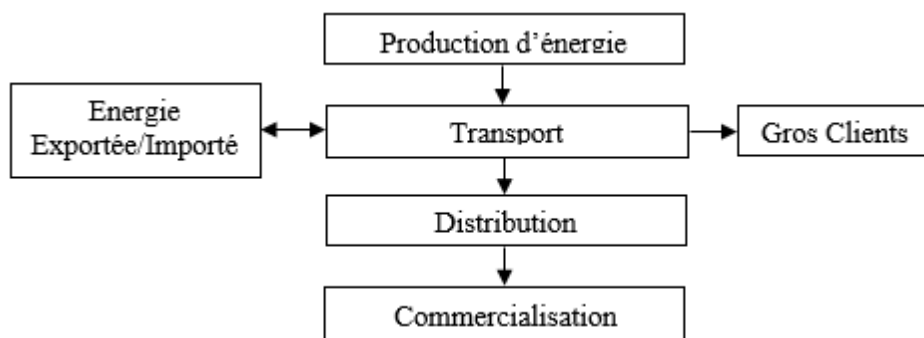 Production d'énergie
Energie
Exportée/Importé
Transport
Gros Clients
Distribution
Commercialisation